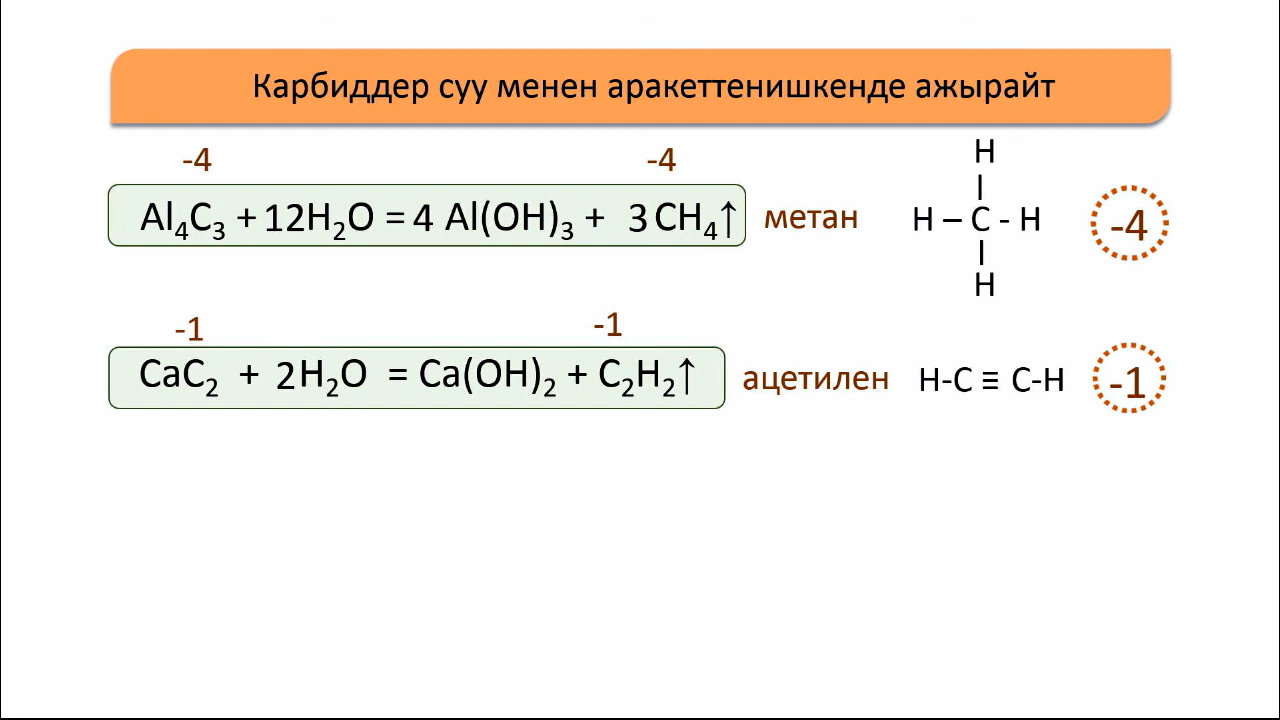 Карбиддер суу менен аракеттенишкенде ажырайт
-4 -4
Al₄C₃ + 12H₂O = 4 Al(OH)₃ + 3 CH₄↑ метан
H
|
H – C - H
|
H
-4
-1 -1
CaC₂ + 2H₂O = Ca(OH)₂ + C₂H₂↑ ацетилен H-C ≡ C-H -1